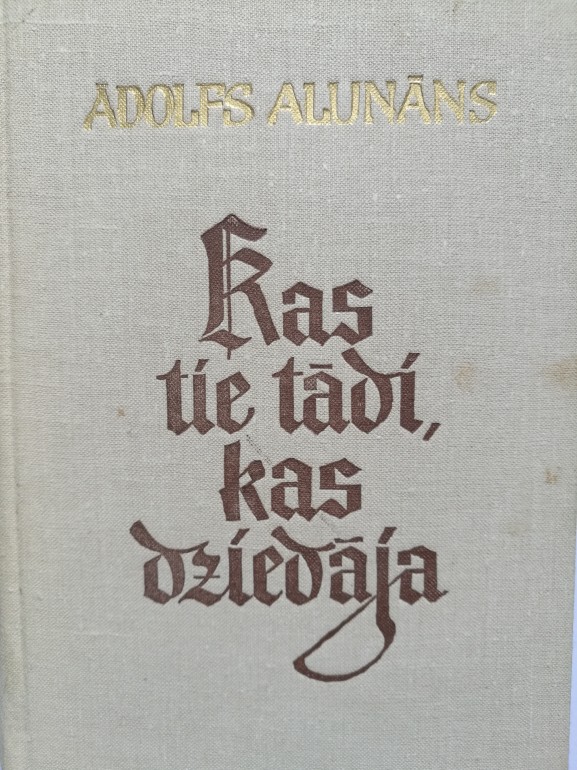 ĀDOLFS ALUNĀNS
Kas
tie tādi,
kas
dziedāja